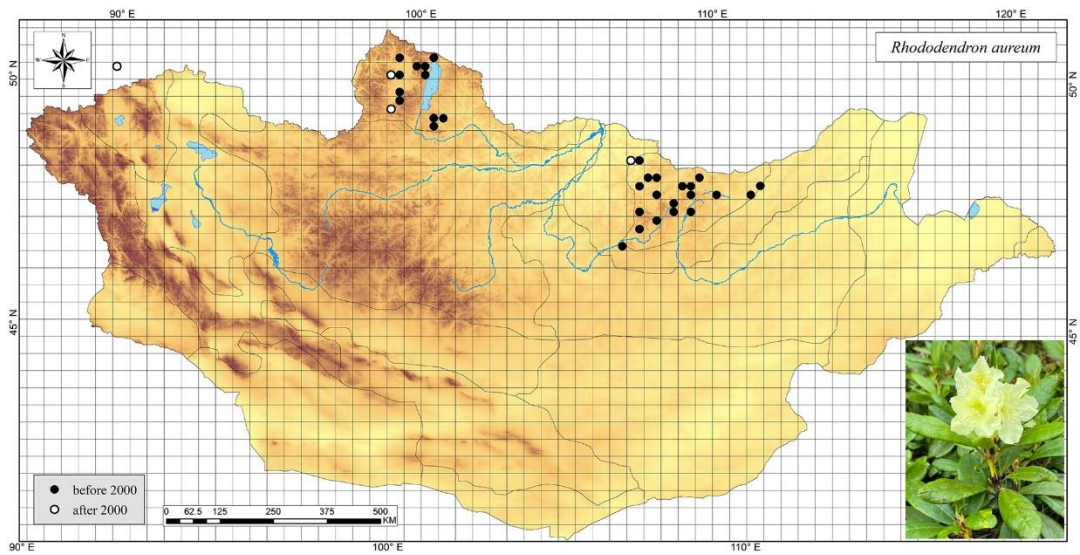 90° E 100° E 110° E 120° E
N
W E
S
Rhododendron aureum
50° N 50° N
45° N 45° N
before 2000
after 2000
0 62.5 125 250 375 500
KM
90° E 100° E 110° E